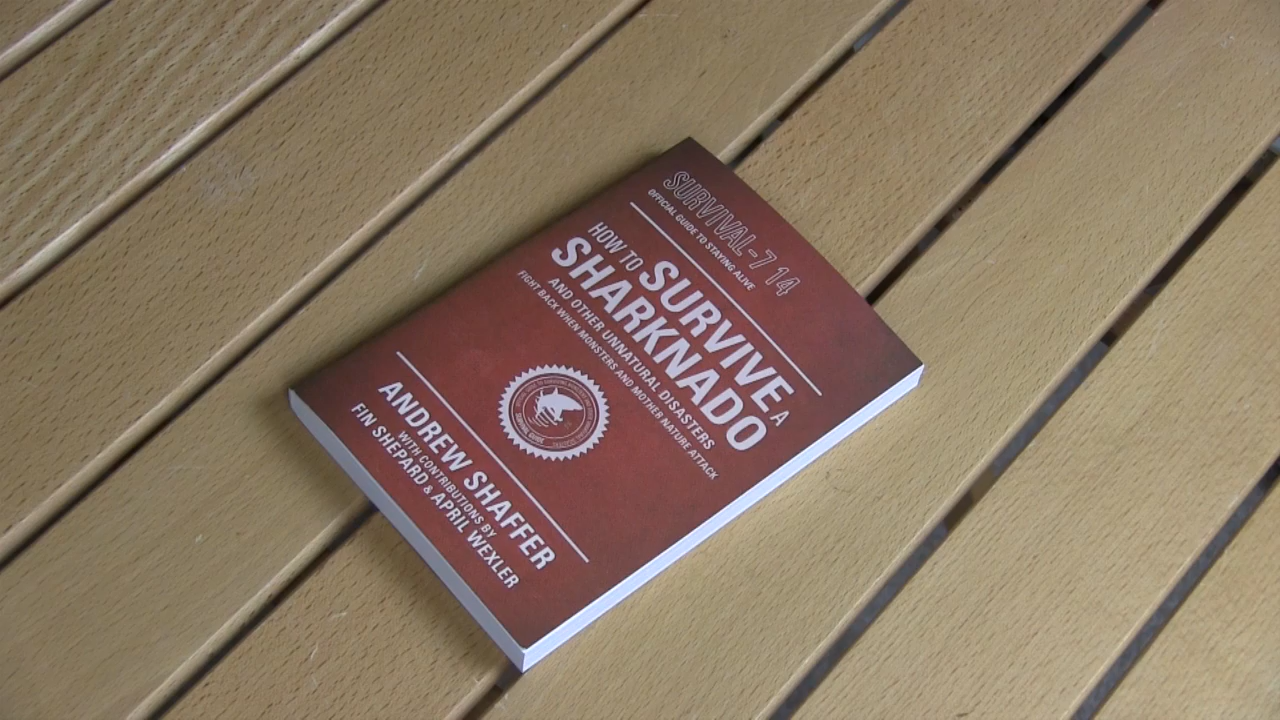 SURVIVAL-7 14
OFFICIAL GUIDE TO STAYING ALIVE
HOW TO SURVIVE A
SHARKNADO
AND OTHER UNNATURAL DISASTERS
FIGHT BACK WHEN MONSTERS AND MOTHER NATURE ATTACK
ANDREW SHAFFER
WITH CONTRIBUTIONS BY
FIN SHEPARD & APRIL WEXLER